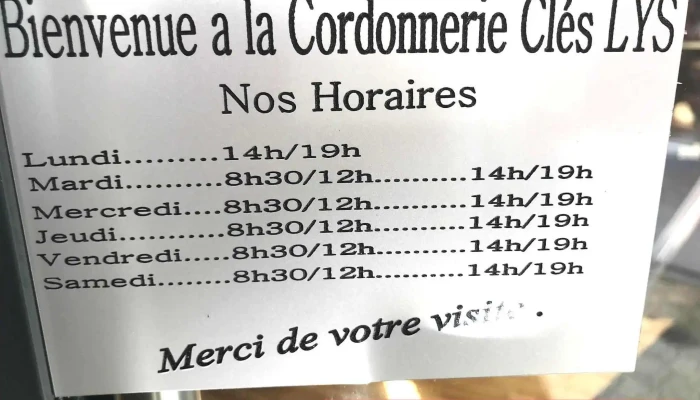 Bienvenue a la Cordonnerie Clés LYS
Nos Horaires
Lundi.........14h/19h
Mardi..........8h30/12h..........14h/19h
Mercredi....8h30/12h..........14h/19h
Jeudi...........8h30/12h..........14h/19h
Vendredi.....8h30/12h..........14h/19h
Samedi........8h30/12h..........14h/19h
Merci de votre visite .